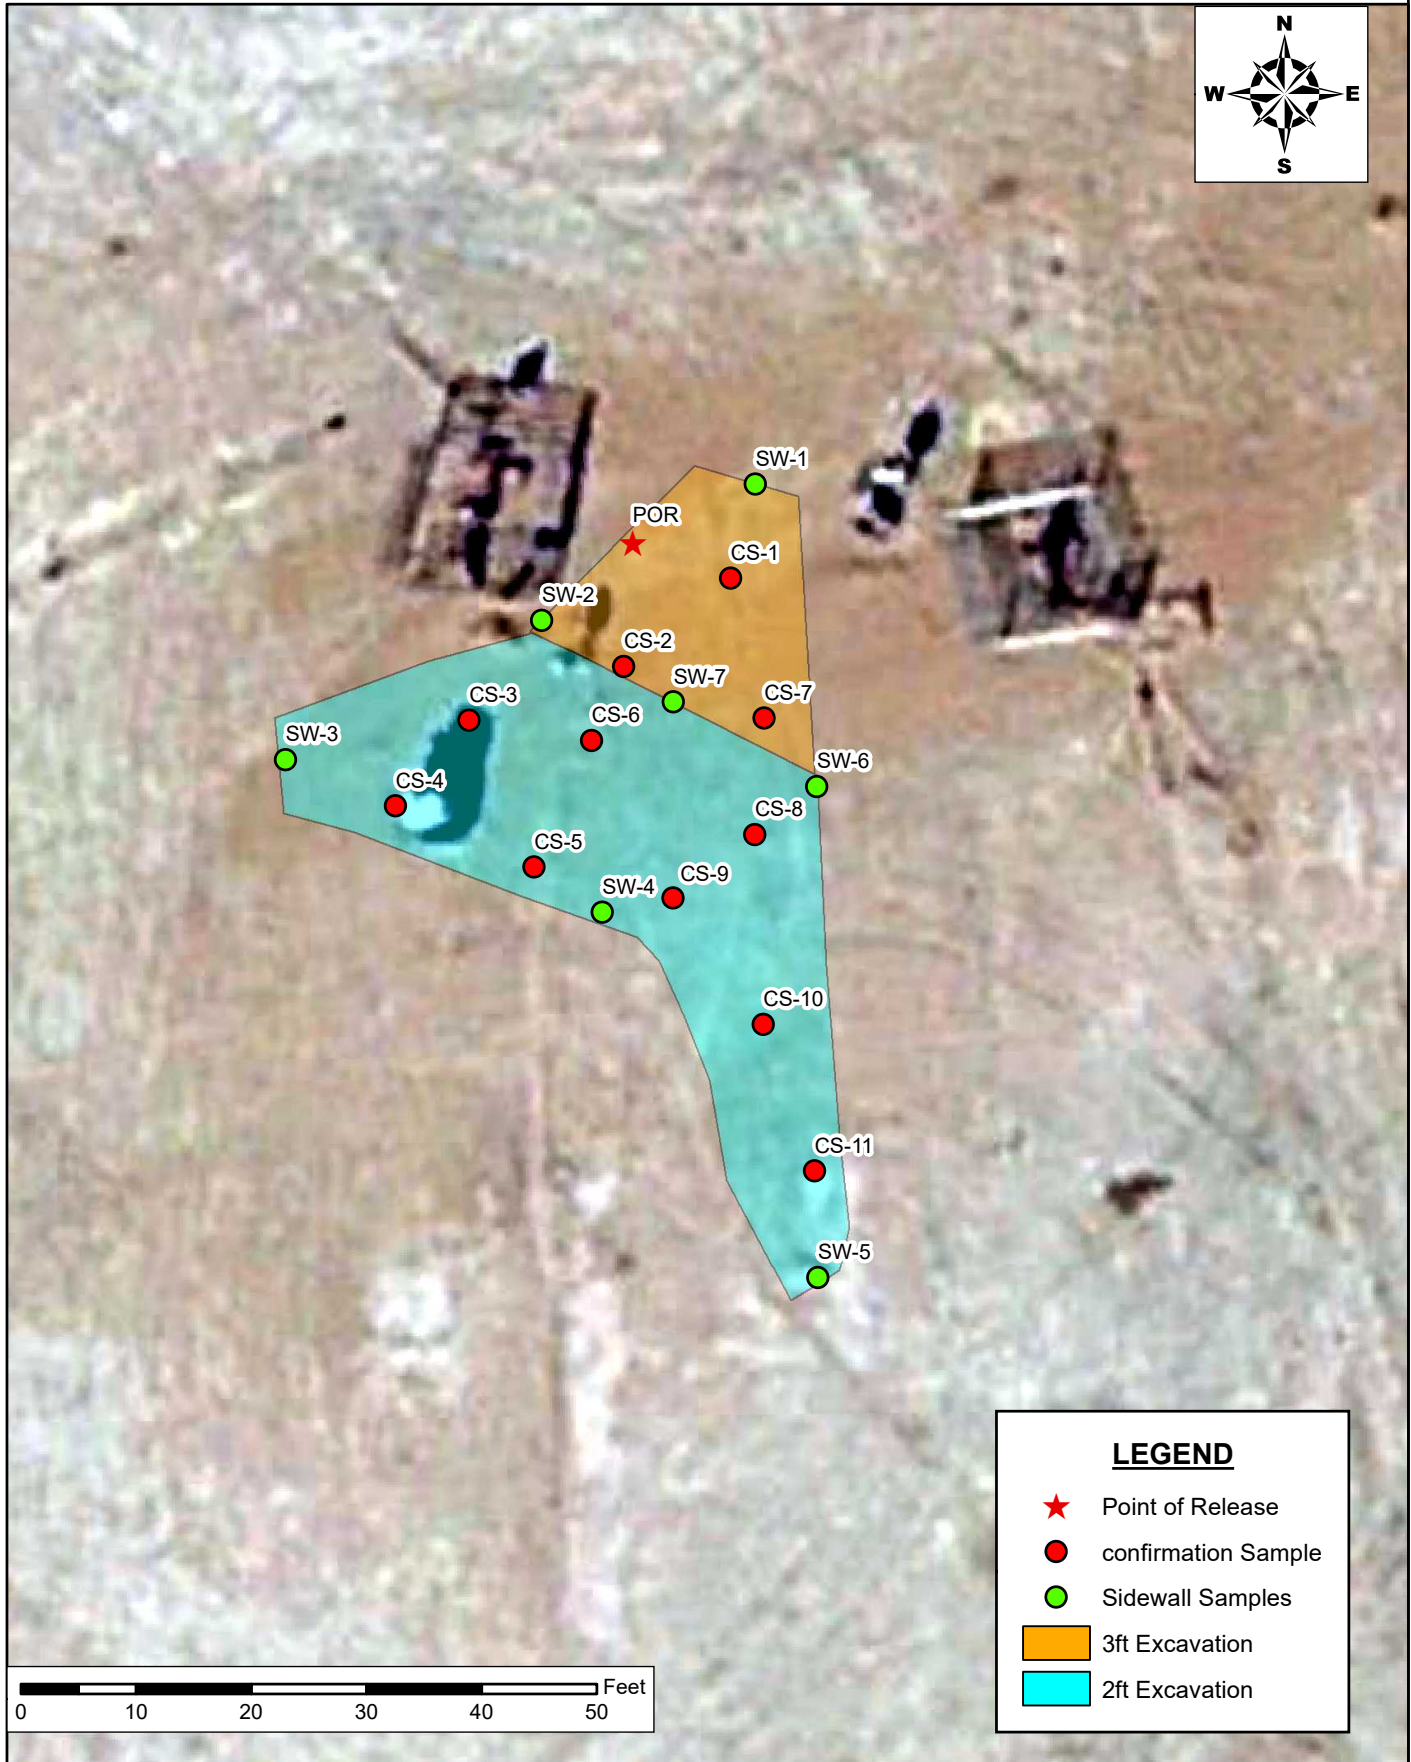 N
W E
S
SW-1
POR
CS-1
SW-2
CS-2
SW-7
CS-3
CS-7
CS-6
SW-3
SW-6
CS-4
CS-8
CS-5
CS-9
SW-4
CS-10
CS-11
SW-5
LEGEND
Point of Release
confirmation Sample
Sidewall Samples
3ft Excavation
2ft Excavation
Feet
0 10 20 30 40 50